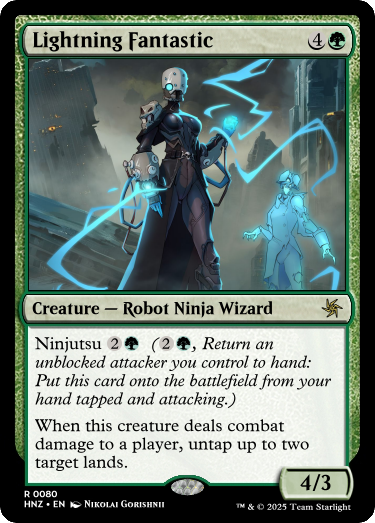 Lightning Fantastic 4
Creature — Robot Ninja Wizard
Ninjutsu 2 (2, Return an
unblocked attacker you control to hand:
Put this card onto the battlefield from your
hand tapped and attacking.)
When this creature deals combat
damage to a player, untap up to two
target lands.
4/3
R 0080
HNZ • EN Nikolai Gorishnii
™ & © 2025 Team Starlight